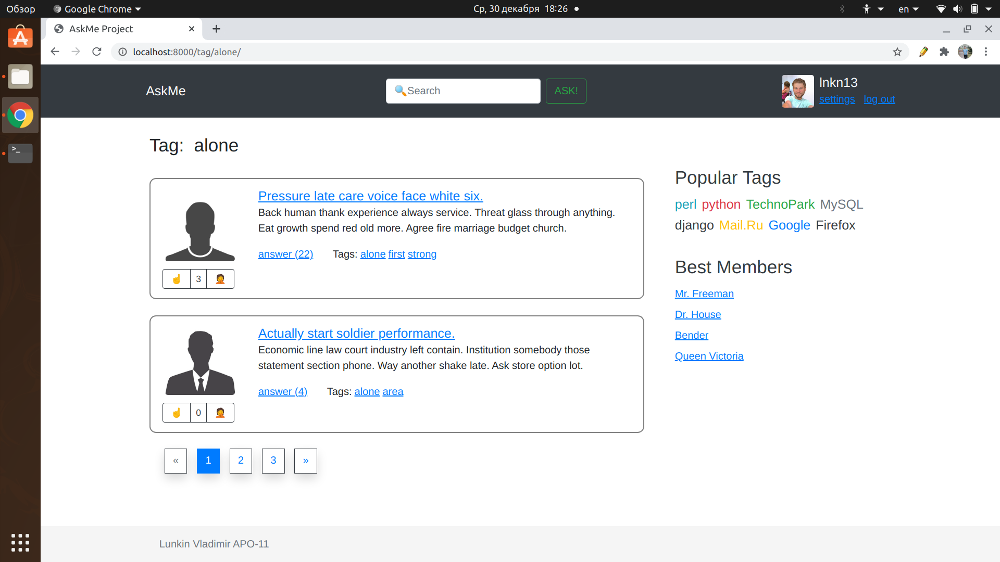 Обзор
Google Chrome
Ср, 30 декабря 18:26
en
AskMe Project
localhost:8000/tag/alone/
AskMe
Search
ASK!
lnkn13
settings log out
Tag: alone
Pressure late care voice face white six.
Back human thank experience always service. Threat glass through anything.
Eat growth spend red old more. Agree fire marriage budget church.
answer (22) Tags: alone first strong
3
Actually start soldier performance.
Economic line law court industry left contain. Institution somebody those
statement section phone. Way another shake late. Ask store option lot.
answer (4) Tags: alone area
0
« 1 2 3 »
Popular Tags
perl python TechnoPark MySQL
django Mail.Ru Google Firefox
Best Members
Mr. Freeman
Dr. House
Bender
Queen Victoria
Lunkin Vladimir APO-11